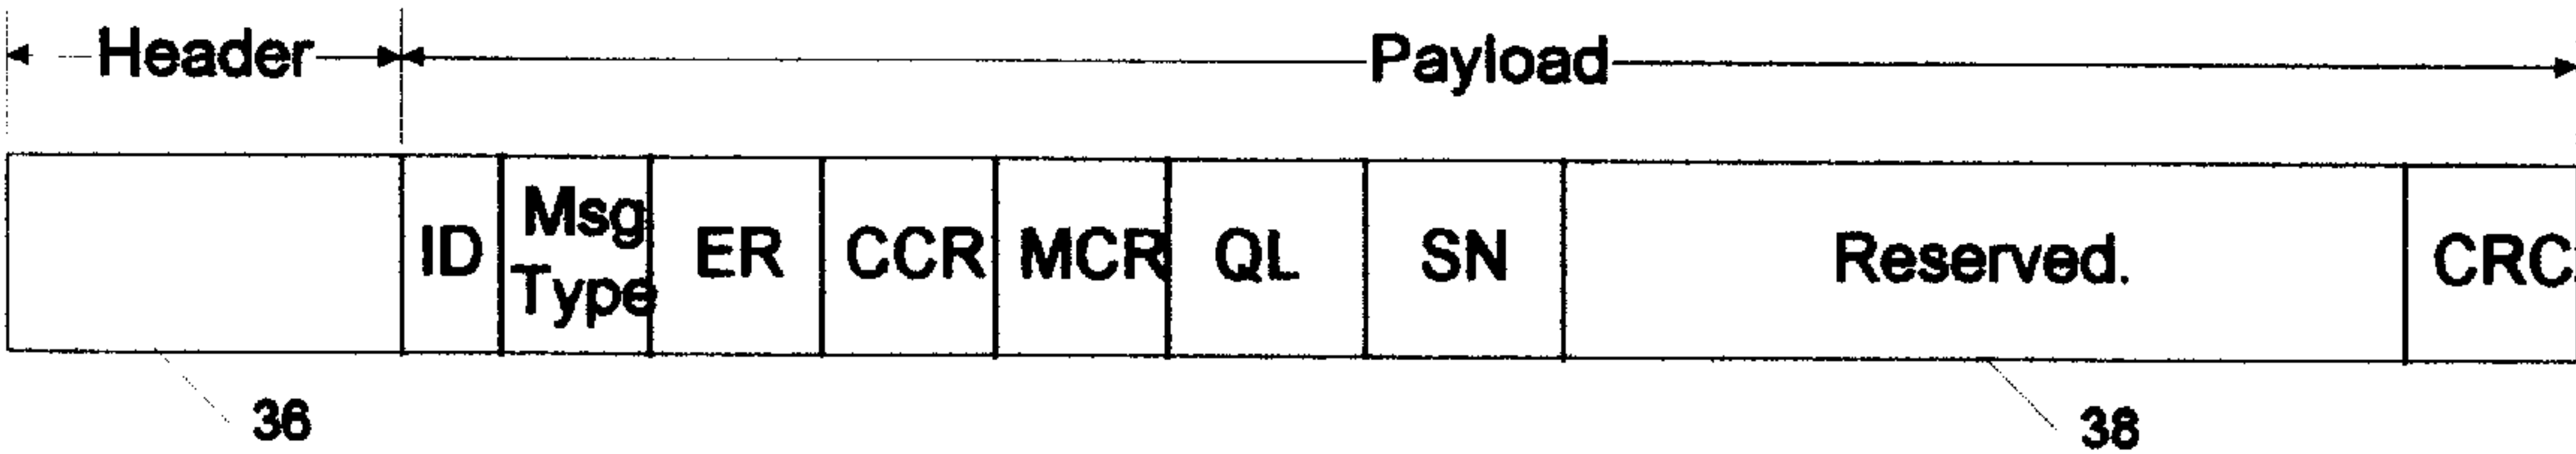 Header Payload
ID Msg Type ER CCR MCR QL SN Reserved. CRC
36 38